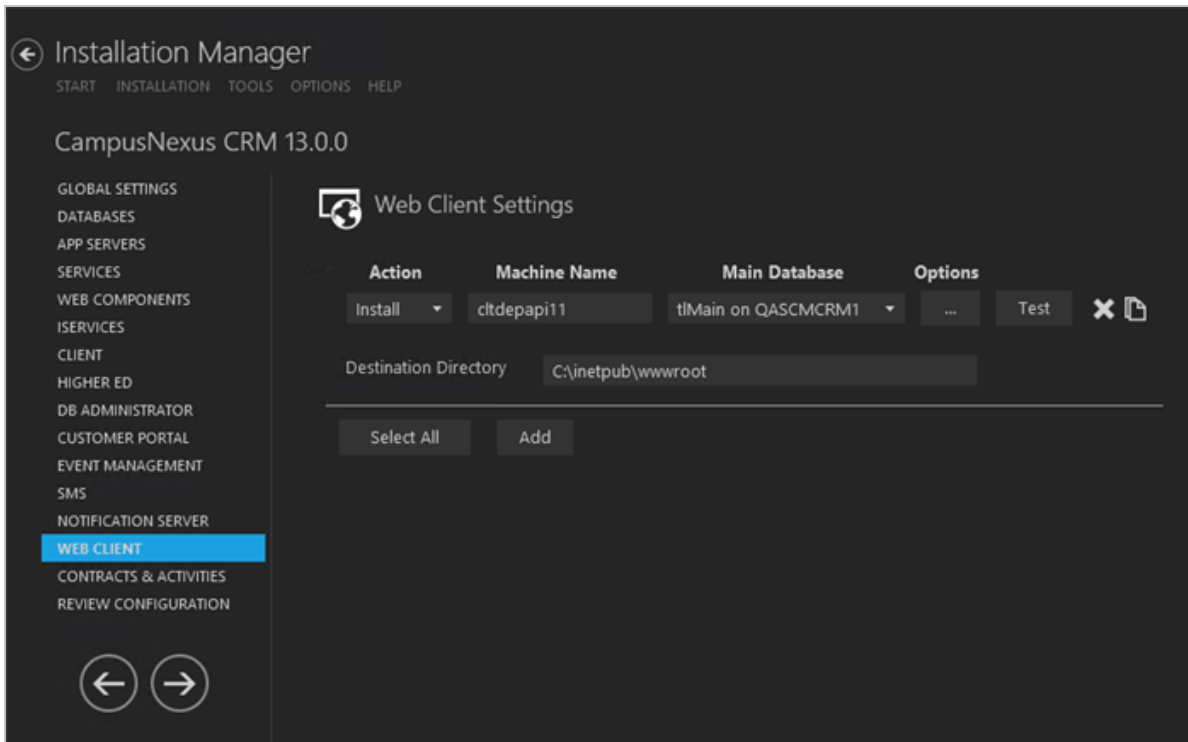 Installation Manager
START INSTALLATION TOOLS OPTIONS HELP
CampusNexus CRM 13.0.0
GLOBAL SETTINGS
DATABASES
APP SERVERS
SERVICES
WEB COMPONENTS
ISERVICES
CLIENT
HIGHER ED
DB ADMINISTRATOR
CUSTOMER PORTAL
EVENT MANAGEMENT
SMS
NOTIFICATION SERVER
WEB CLIENT
CONTRACTS & ACTIVITIES
REVIEW CONFIGURATION
Web Client Settings
Action Machine Name Main Database Options
Install cltdepapi11 tlMain on QASCMCRM1 ... Test
Destination Directory C:\inetpub\wwwroot
Select All Add